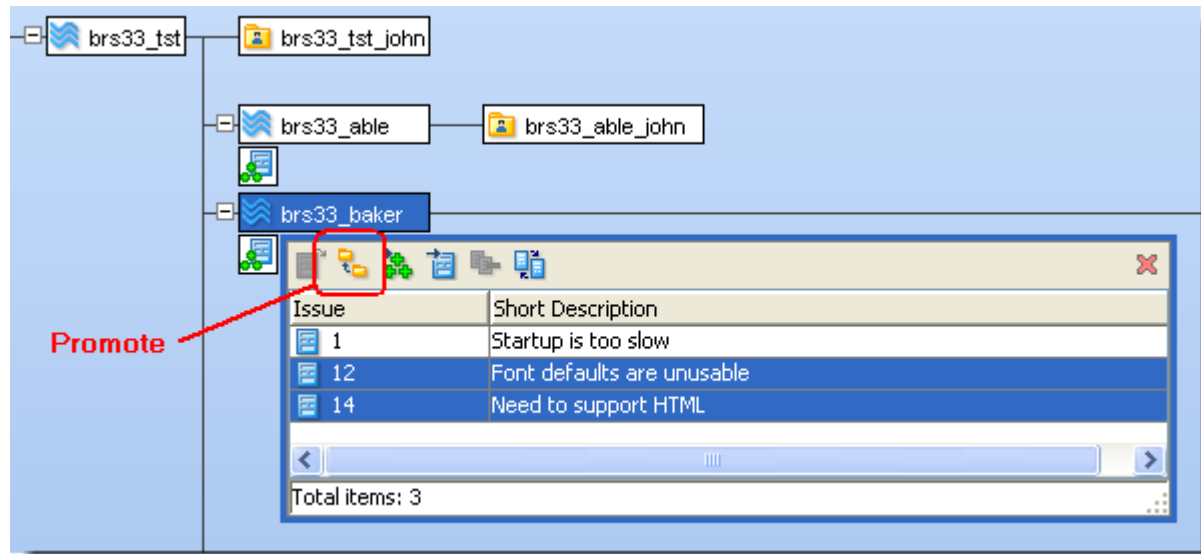 brs33_tst
brs33_tst_john
brs33_able
brs33_able_john
brs33_baker
Promote
Issue Short Description
1 Startup is too slow
12 Font defaults are unusable
14 Need to support HTML
Total items: 3